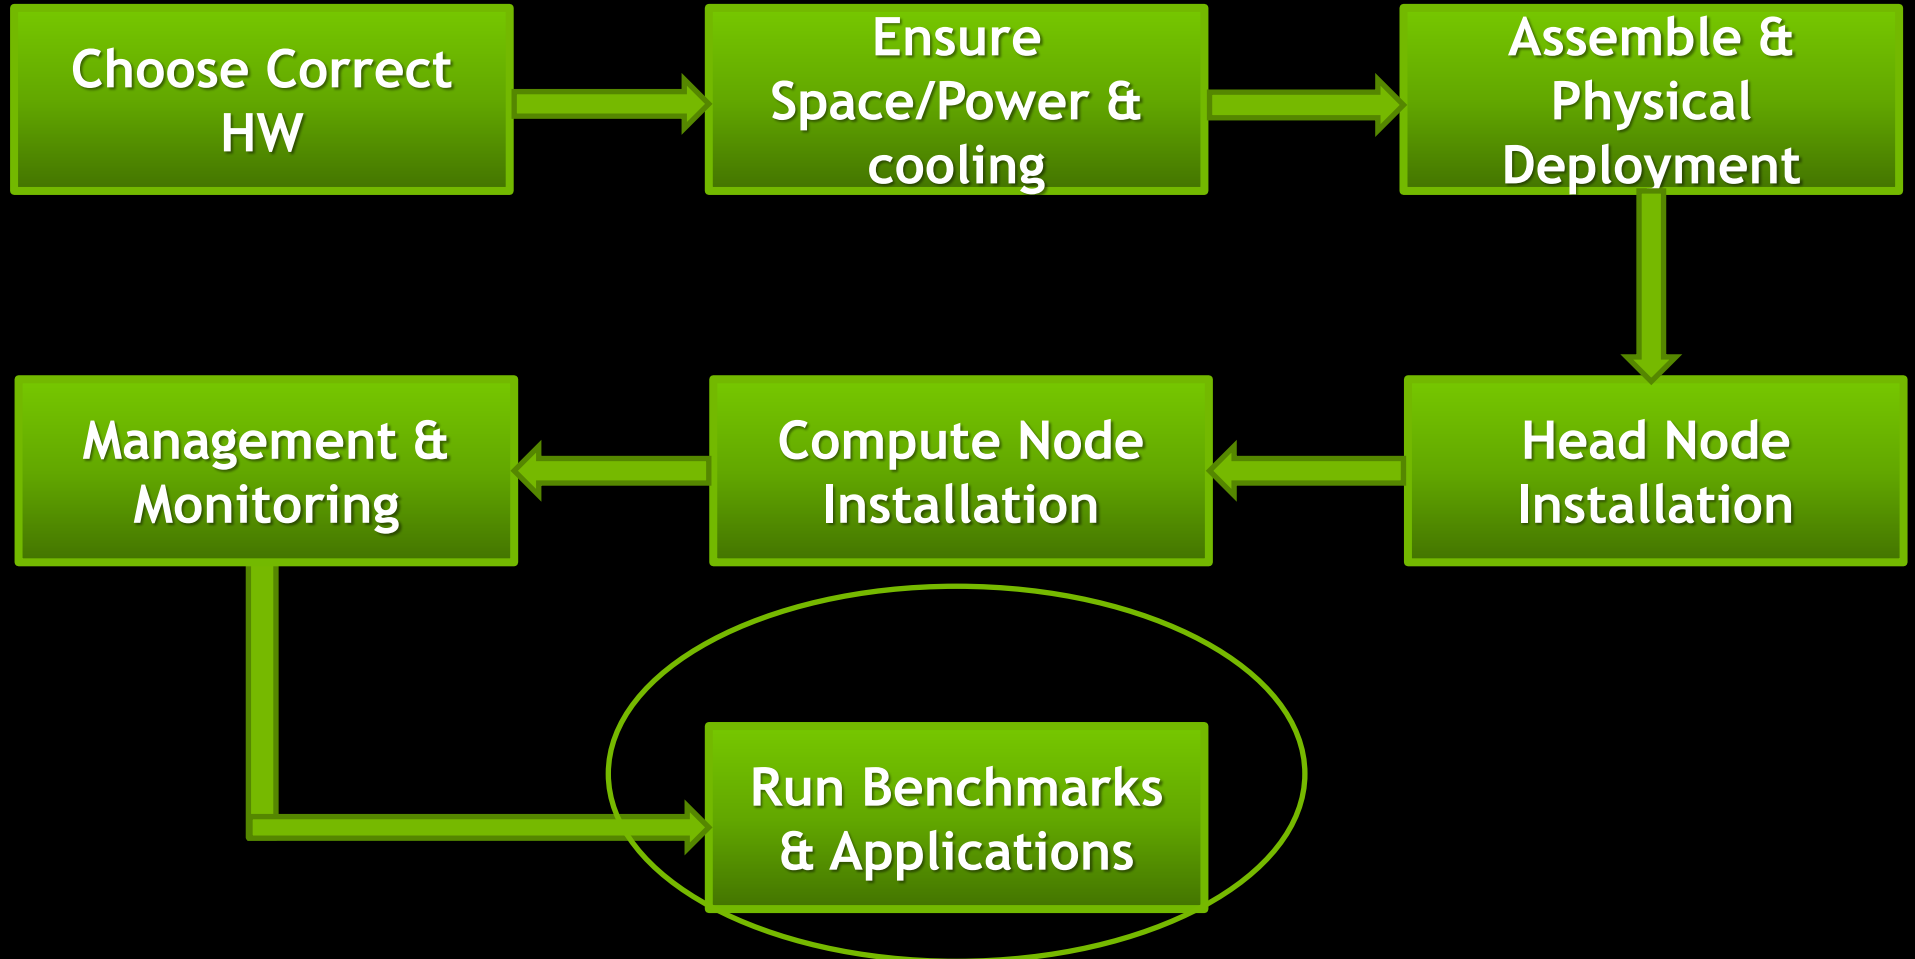 Choose Correct
HW
Ensure
Space/Power &
cooling
Assemble &
Physical
Deployment
Management &
Monitoring
Compute Node
Installation
Head Node
Installation
Run Benchmarks
& Applications